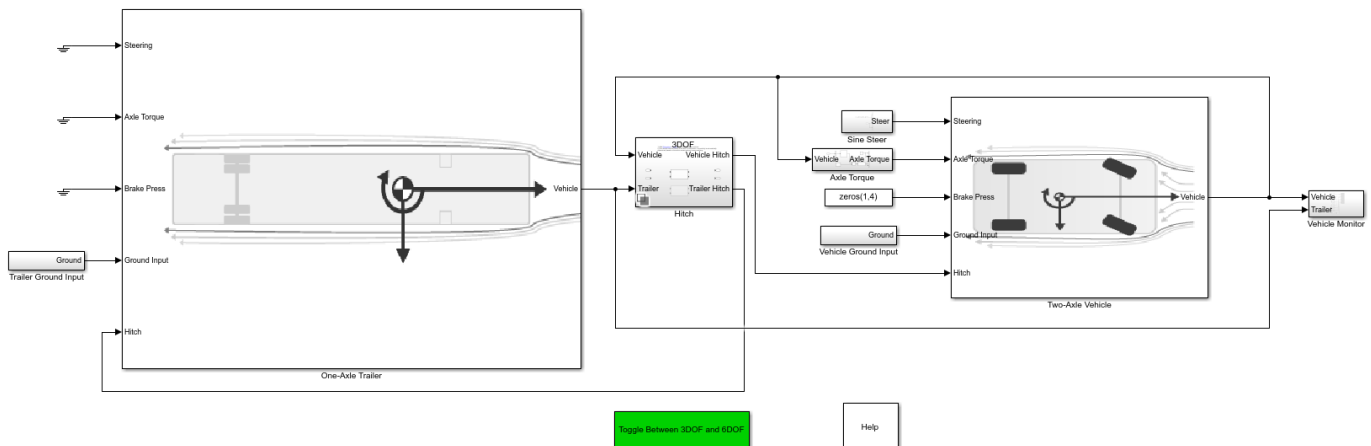 Steering
Axle Torque
Brake Press
Ground Input
Hitch
Vehicle
One-Axle Trailer
Ground
Trailer Ground Input
3DOF
Vehicle
Vehicle Hitch
Trailer
Trailer Hitch
Hitch
Steer
Sine Steer
Vehicle
Axle Torque
Axle Torque
zeros(1,4)
Ground
Vehicle Ground Input
Steering
Axle Torque
Brake Press
Ground Input
Hitch
Vehicle
Two-Axle Vehicle
Vehicle
Trailer
Vehicle Monitor
Toggle Between 3DOF and 6DOF
Help